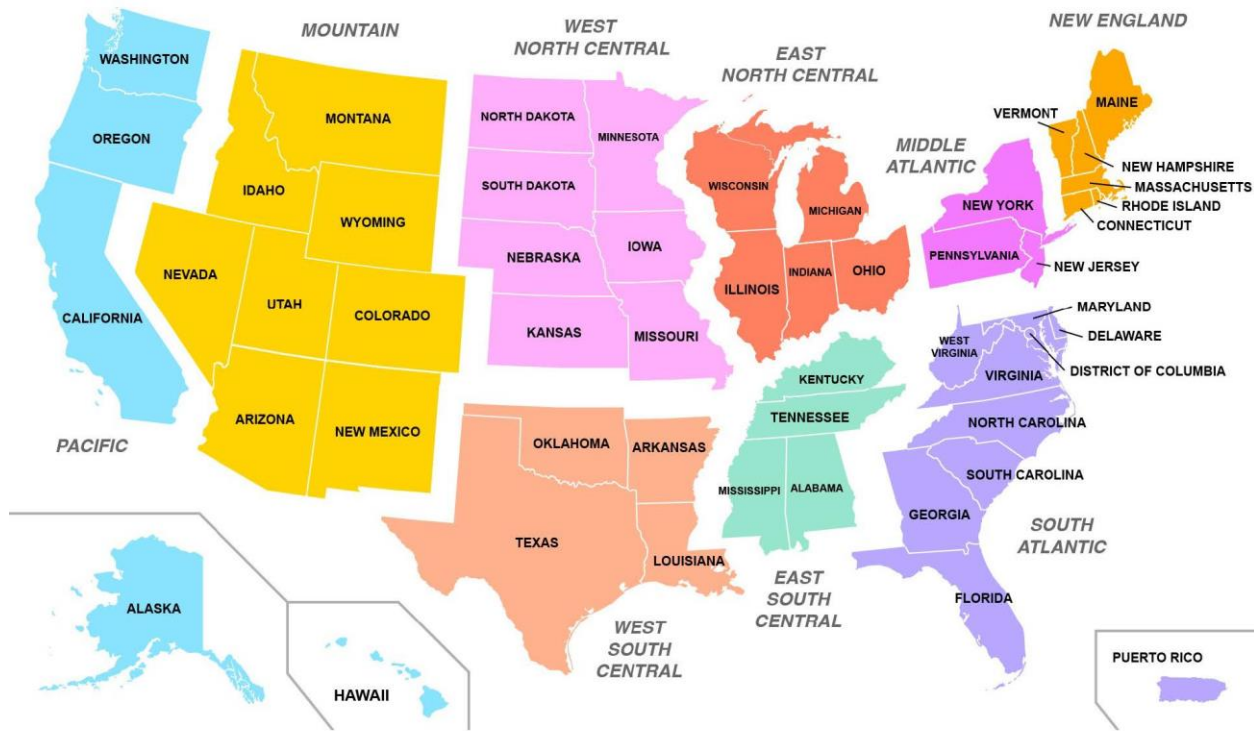 NEW ENGLAND
MOUNTAIN
WEST
NORTH CENTRAL
EAST
NORTH CENTRAL
WASHINGTON
MONTANA
NORTH DAKOTA
MINNESOTA
VERMONT
MAINE
OREGON
MIDDLE
ATLANTIC
NEW HAMPSHIRE
IDAHO
SOUTH DAKOTA
WISCONSIN
MASSACHUSETTS
NEW YORK
RHODE ISLAND
WYOMING
MICHIGAN
CONNECTICUT
IOWA
NEBRASKA
PENNSYLVANIA
NEVADA
NEW JERSEY
INDIANA
OHIO
UTAH
ILLINOIS
COLORADO
CALIFORNIA
KANSAS
MISSOURI
MARYLAND
DELAWARE
WEST
VIRGINIA
DISTRICT OF COLUMBIA
VIRGINIA
KENTUCKY
TENNESSEE
ARIZONA
NEW MEXICO
NORTH CAROLINA
PACIFIC
OKLAHOMA
ARKANSAS
SOUTH CAROLINA
MISSISSIPPI
ALABAMA
GEORGIA
SOUTH
ATLANTIC
TEXAS
LOUISIANA
EAST
SOUTH
CENTRAL
FLORIDA
ALASKA
WEST
SOUTH
CENTRAL
PUERTO RICO
HAWAII